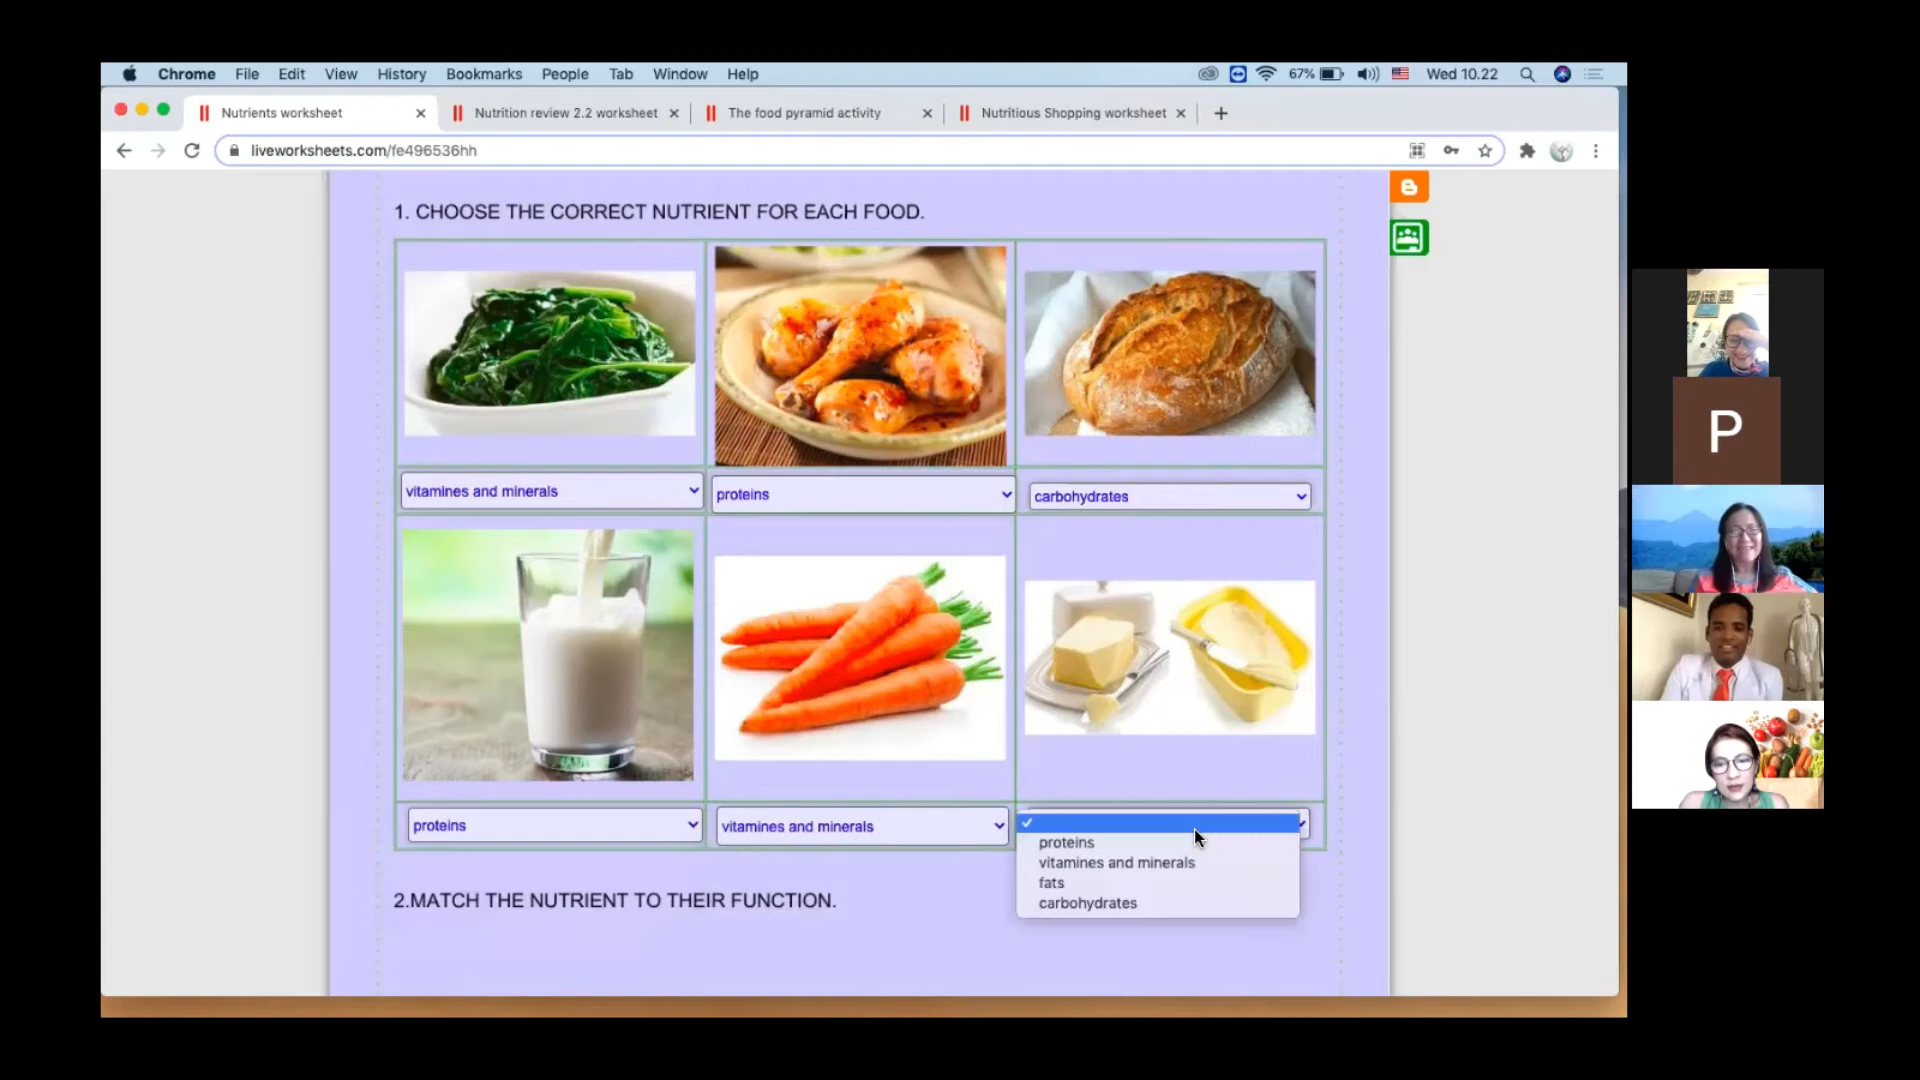 Chrome File Edit View History Bookmarks People Tab Window Help 67% Wed 10.22
Nutrients worksheet Nutrition review 2.2 worksheet The food pyramid activity Nutritious Shopping worksheet
liveworksheets.com/fe496536hh
1. CHOOSE THE CORRECT NUTRIENT FOR EACH FOOD.
vitamines and minerals proteins carbohydrates
proteins vitamines and minerals
proteins
vitamines and minerals
fats
carbohydrates
2.MATCH THE NUTRIENT TO THEIR FUNCTION.
P